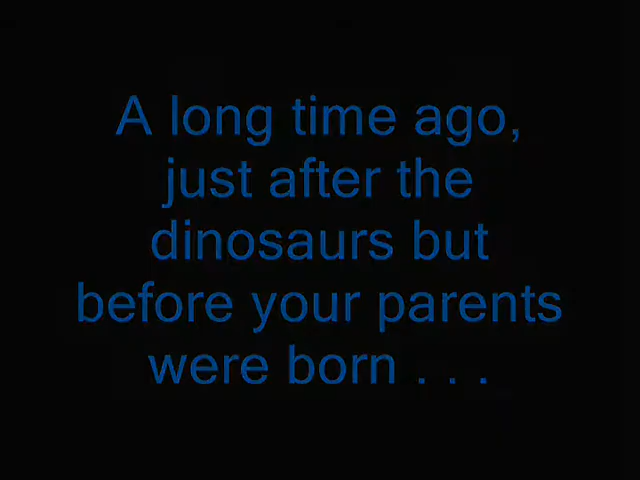 A long time ago,
just after the
dinosaurs but
before your parents
were born . . .